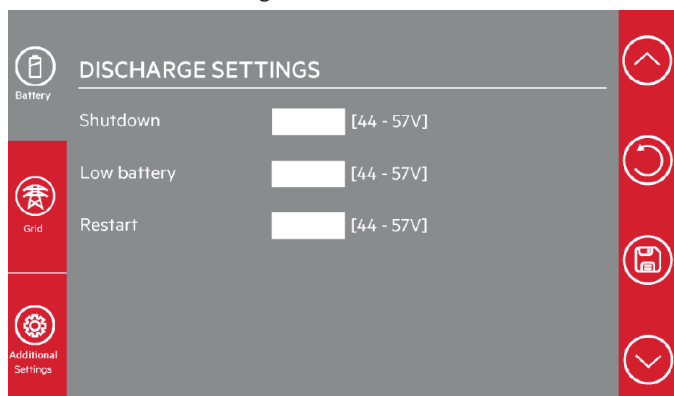 Battery
DISCHARGE SETTINGS
Shutdown [44 - 57V]
Low battery [44 - 57V]
Restart [44 - 57V]
Grid
Additional
Settings